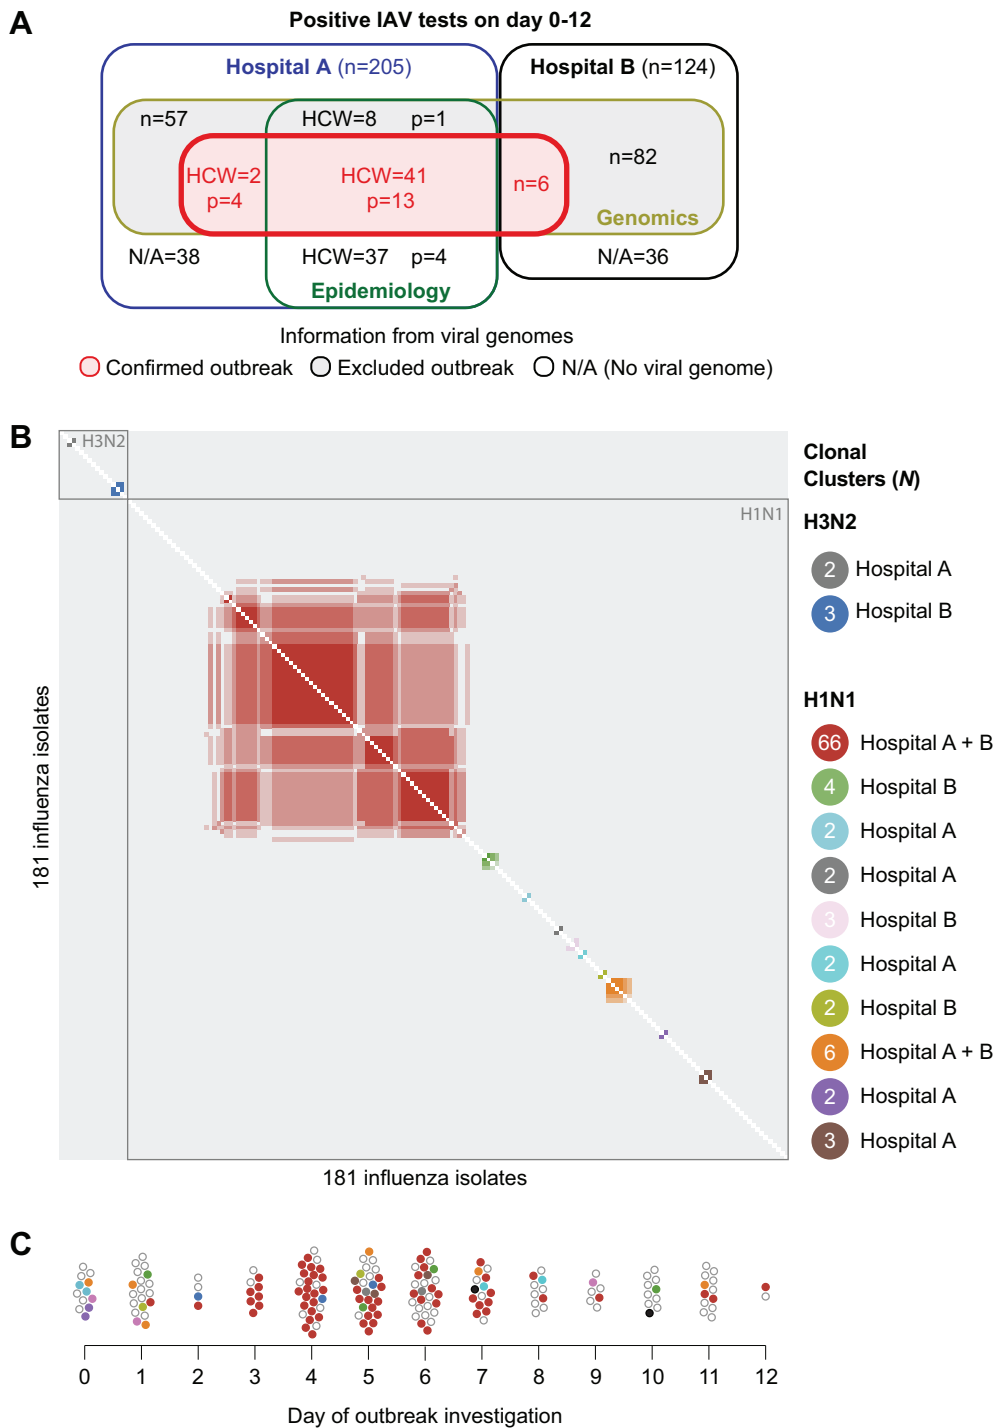 A
Positive IAV tests on day 0-12
Hospital A (n=205)
Hospital B (n=124)
n=57
HCW=8 p=1
n=82
HCW=2
p=4
HCW=41
p=13
n=6
Genomics
N/A=38
HCW=37 p=4
N/A=36
Epidemiology
Information from viral genomes
Confirmed outbreak
Excluded outbreak
N/A (No viral genome)
B
H3N2
H1N1
181 influenza isolates
181 influenza isolates
Clonal
Clusters (N)
H3N2
2 Hospital A
3 Hospital B
H1N1
66 Hospital A + B
4 Hospital B
2 Hospital A
2 Hospital A
3 Hospital B
2 Hospital A
2 Hospital B
6 Hospital A + B
2 Hospital A
3 Hospital A
C
0 1 2 3 4 5 6 7 8 9 10 11 12
Day of outbreak investigation